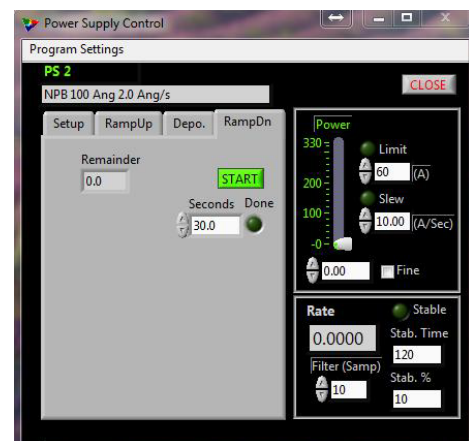 Power Supply Control
Program Settings
PS 2
CLOSE
NPB 100 Ang 2.0 Ang/s
Setup RampUp Depo. RampDn
Remainder
0.0
START
Seconds Done
30.0
Power
330
200
100
-0
0.00
Fine
Limit
60 (A)
Slew
10.00 (A/Sec)
Rate
Stable
0.0000
Stab. Time
120
Filter (Samp)
10
Stab. %
10